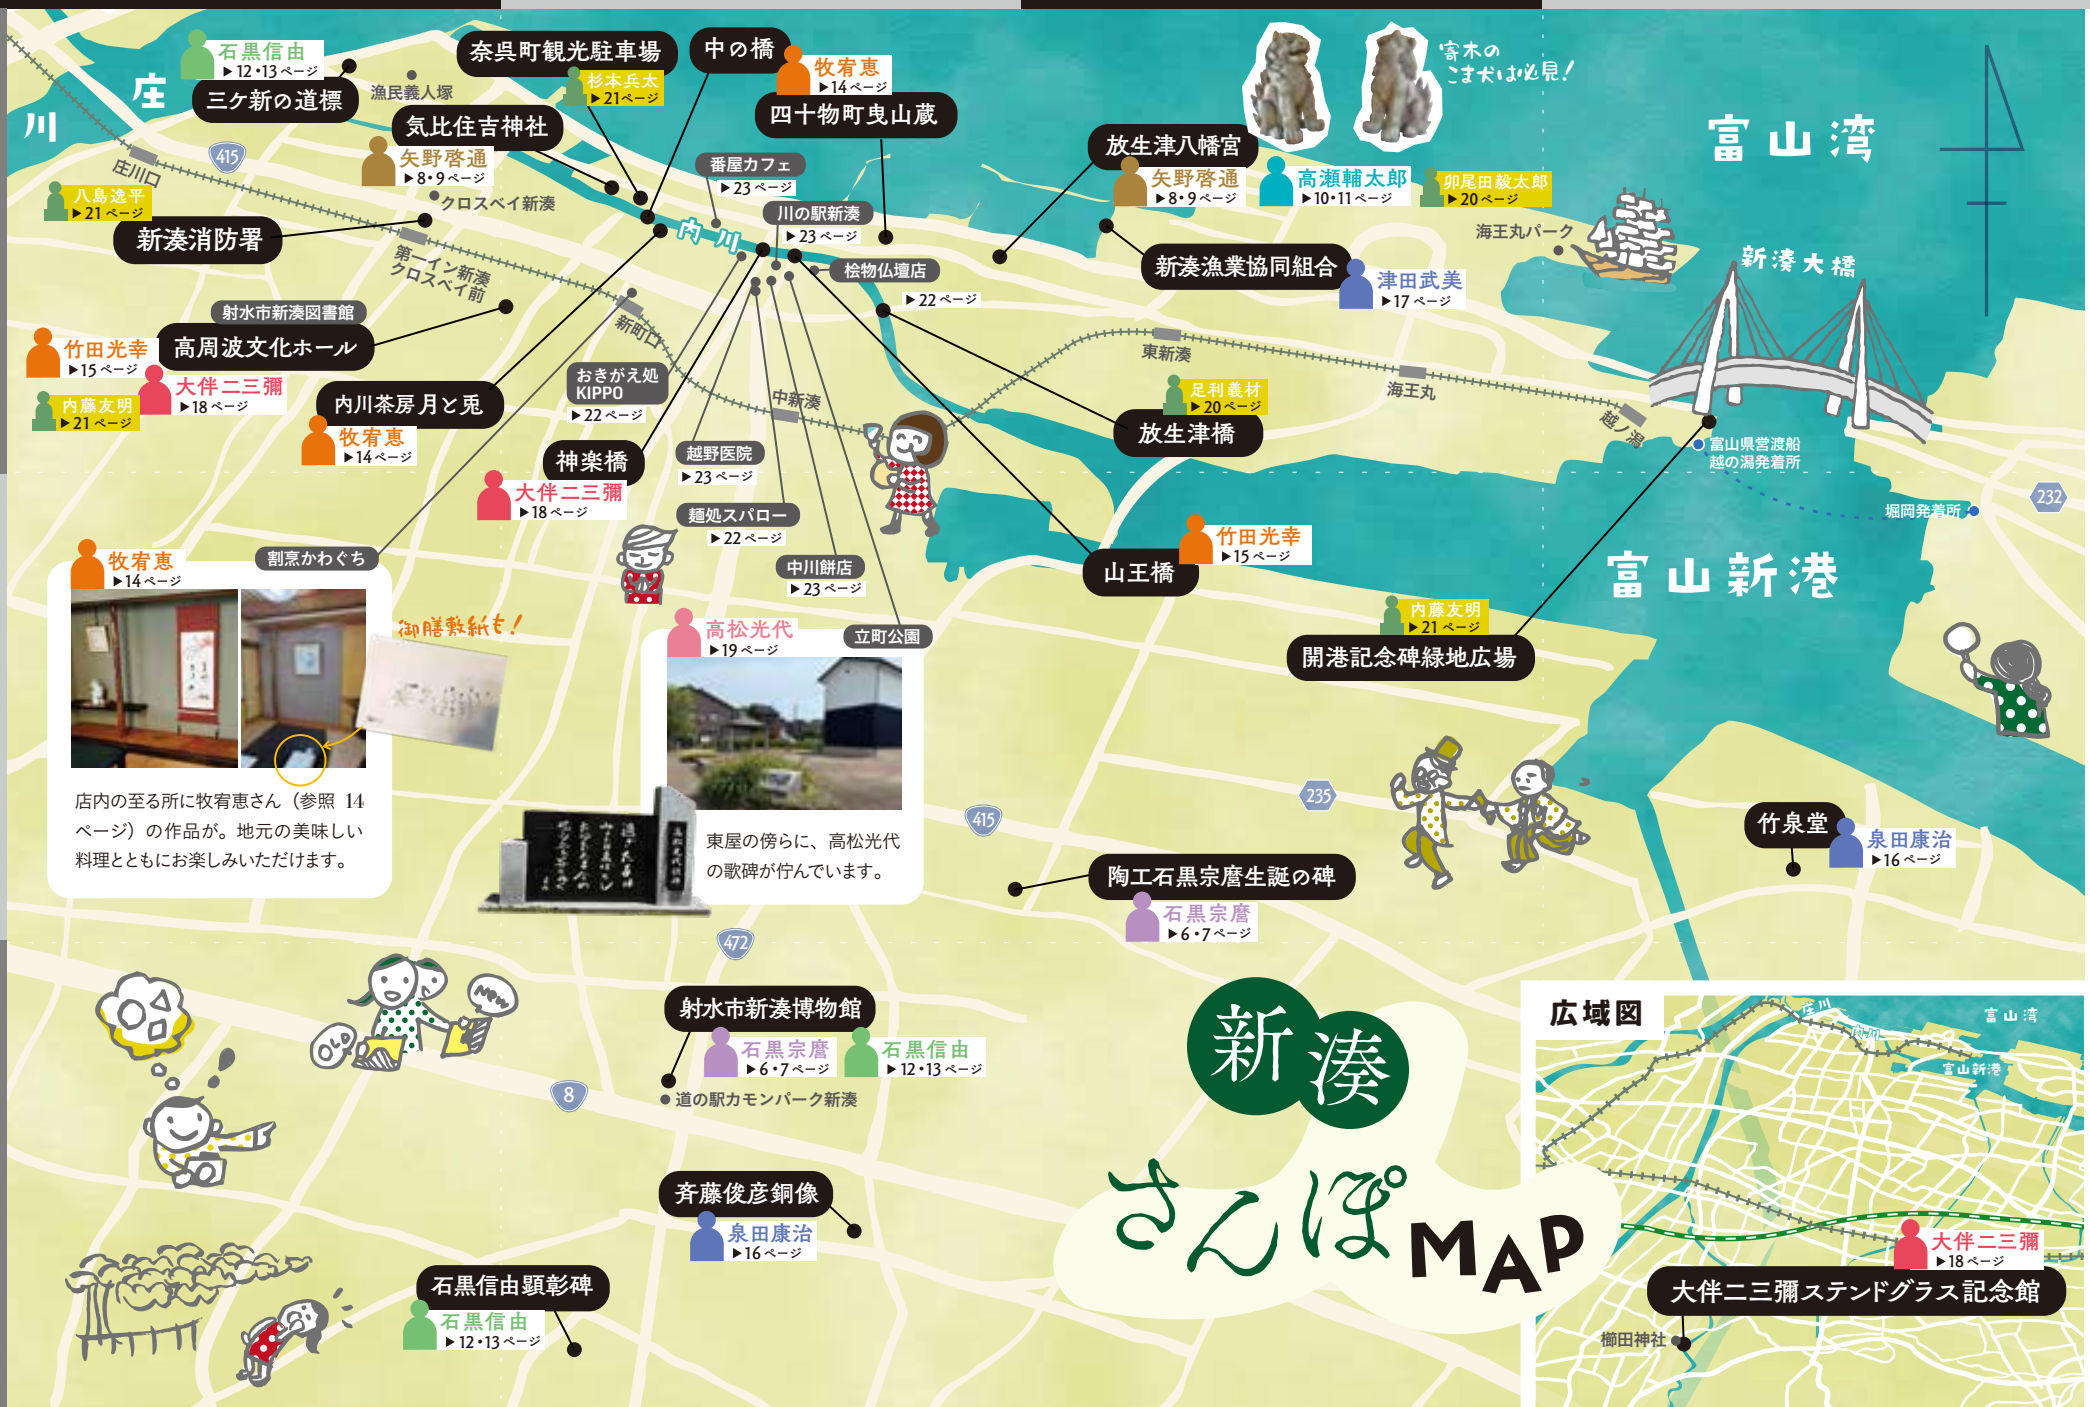 庄
川
石黒信由
▶12・13ページ
三ケ新の道標
漁民義人塚
奈呉町観光駐車場
杉本兵太
▶21ページ
中の橋
牧宥恵
▶14ページ
四十物町曳山蔵
気比住吉神社
矢野啓通
▶8・9ページ
クロスベイ新湊
415
庄川口
八島逸平
▶21ページ
新湊消防署
第一イン新湊
クロスベイ前
番屋カフェ
▶23ページ
川の駅新湊
▶23ページ
内川
桧物仏壇店
▶22ページ
寄木の
こま犬は必見！
放生津八幡宮
矢野啓通
▶8・9ページ
高瀬輔太郎
▶10・11ページ
卯尾田毅太郎
▶20ページ
新湊漁業協同組合
津田武美
▶17ページ
富山湾
海王丸パーク
新湊大橋
射水市新湊図書館
高周波文化ホール
竹田光幸
▶15ページ
大伴二三彌
▶18ページ
内藤友明
▶21ページ
新町口
内川茶房 月と兎
牧宥恵
▶14ページ
おきがえ処
KIPPO
▶22ページ
中新湊
東新湊
海王丸
越ノ潟
足利義材
▶20ページ
放生津橋
神楽橋
大伴二三彌
▶18ページ
越野医院
▶23ページ
麺処スパロー
▶22ページ
中川餅店
▶23ページ
富山県営渡船
越の潟発着所
堀岡発着所
232
富山新港
山王橋
竹田光幸
▶15ページ
内藤友明
▶21ページ
開港記念碑緑地広場
牧宥恵
▶14ページ
割烹かわぐち
御膳敷紙も！
店内の至る所に牧宥恵さん（参照 14
ページ）の作品が。地元の美味しい
料理とともにお楽しみいただけます。
高松光代
▶19ページ
立町公園
東屋の傍らに、高松光代
の歌碑が佇んでいます。
415
235
竹泉堂
泉田康治
▶16ページ
陶工石黒宗麿生誕の碑
石黒宗麿
▶6・7ページ
472
OLD
NEW
射水市新湊博物館
石黒宗麿
▶6・7ページ
石黒信由
▶12・13ページ
道の駅カモンパーク新湊
8
斉藤俊彦銅像
泉田康治
▶16ページ
石黒信由顕彰碑
石黒信由
▶12・13ページ
新湊
さんぽMAP
広域図
庄川
内川
富山湾
富山新港
大伴二三彌
▶18ページ
大伴二三彌ステンドグラス記念館
櫛田神社